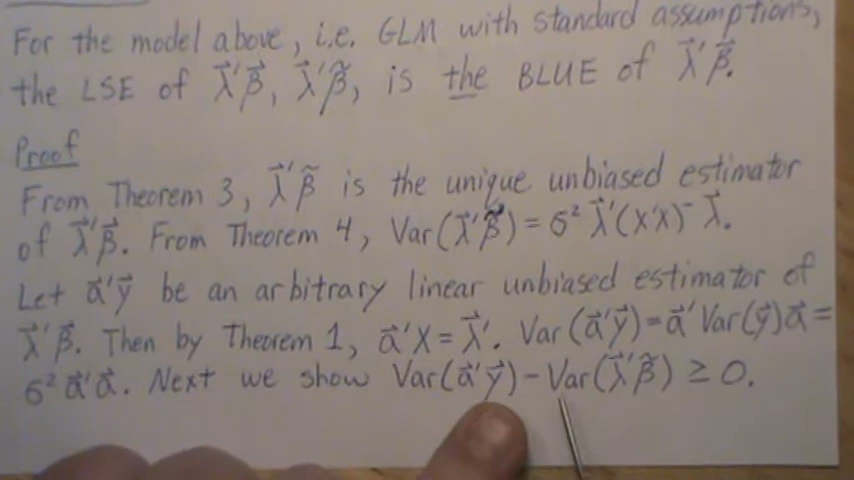 For the model above, i.e. GLM with standard assumptions,
the LSE of λ⃗'β⃗, λ⃗'β̃, is the BLUE of λ⃗'β⃗.
Proof
From Theorem 3, λ⃗'β̃ is the unique unbiased estimator
of λ⃗'β⃗. From Theorem 4, Var(λ⃗'β̃) = σ² λ⃗'(X'X)⁻ λ⃗.
Let a⃗'y⃗ be an arbitrary linear unbiased estimator of
λ⃗'β⃗. Then by Theorem 1, a⃗'X = λ⃗'. Var(a⃗'y⃗) = a⃗' Var(y⃗) a⃗ =
σ² a⃗'a⃗. Next we show Var(a⃗'y⃗) - Var(λ⃗'β̃) ≥ 0.